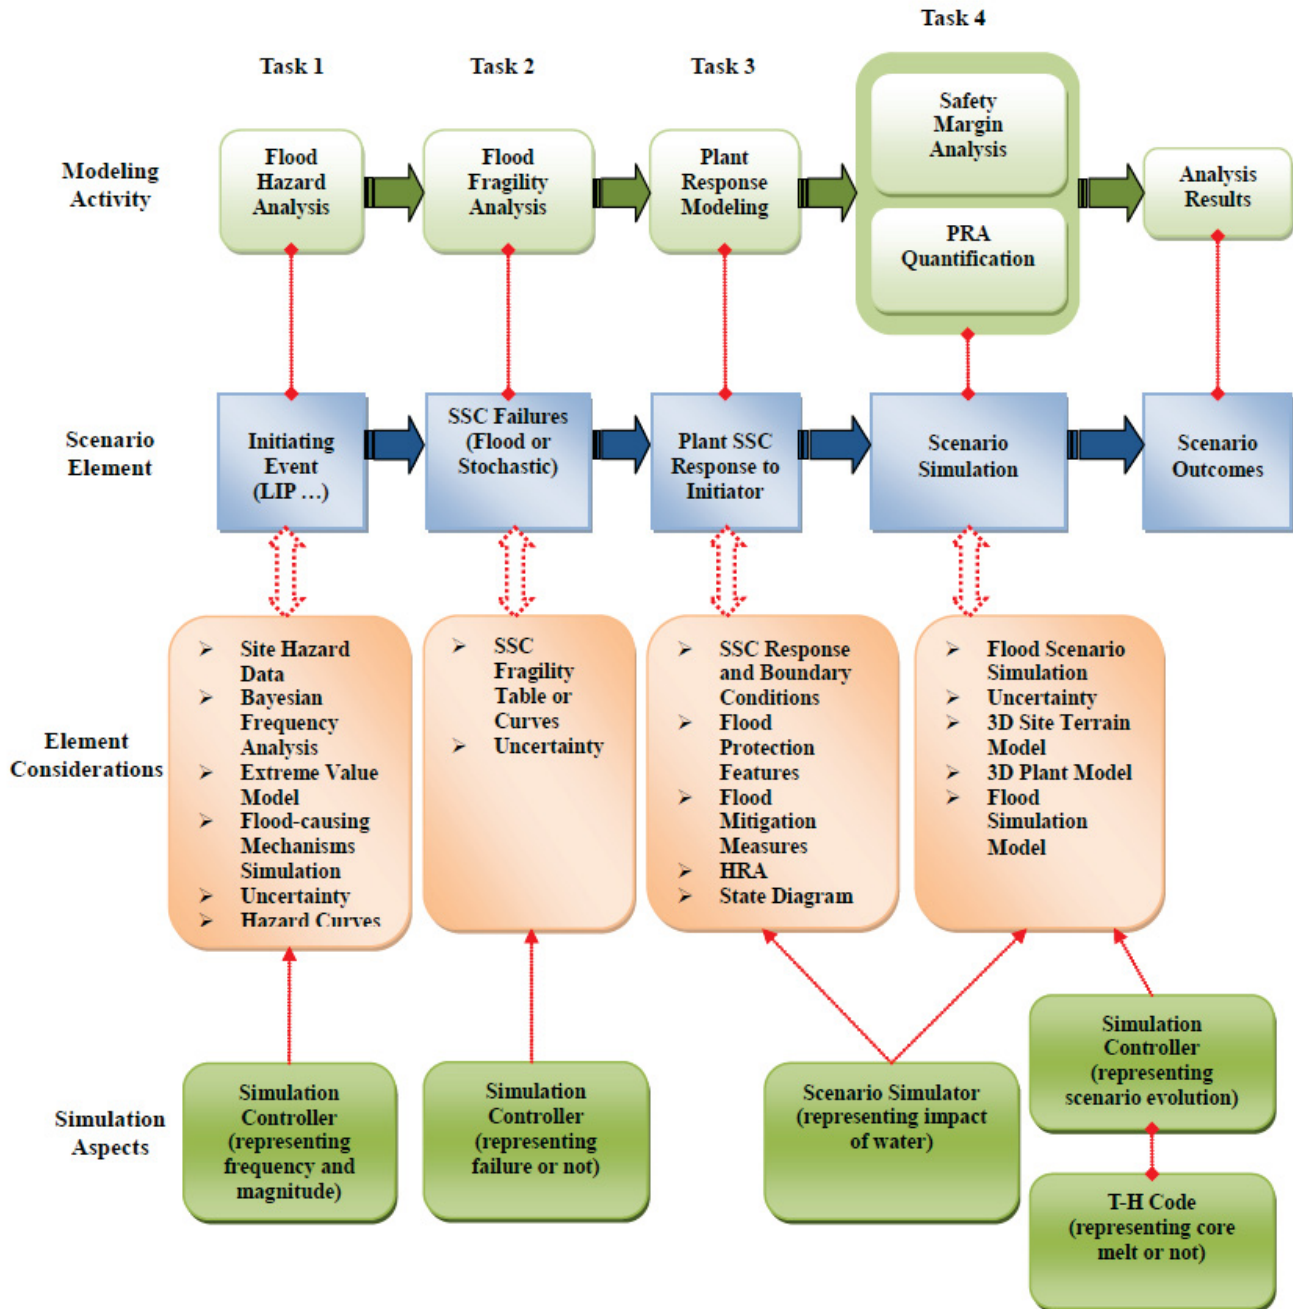 Task 1
Task 2
Task 3
Task 4
Modeling
Activity
Flood
Hazard
Analysis
Flood
Fragility
Analysis
Plant
Response
Modeling
Safety
Margin
Analysis
PRA
Quantification
Analysis
Results
Scenario
Element
Initiating
Event
(LIP ...)
SSC Failures
(Flood or
Stochastic)
Plant SSC
Response to
Initiator
Scenario
Simulation
Scenario
Outcomes
Element
Considerations
➢ Site Hazard
Data
➢ Bayesian
Frequency
Analysis
➢ Extreme Value
Model
➢ Flood-causing
Mechanisms
Simulation
➢ Uncertainty
➢ Hazard Curves
➢ SSC
Fragility
Table or
Curves
➢ Uncertainty
➢ SSC Response
and Boundary
Conditions
➢ Flood
Protection
Features
➢ Flood
Mitigation
Measures
➢ HRA
➢ State Diagram
➢ Flood Scenario
Simulation
➢ Uncertainty
➢ 3D Site Terrain
Model
➢ 3D Plant Model
➢ Flood
Simulation
Model
Simulation
Aspects
Simulation
Controller
(representing
frequency and
magnitude)
Simulation
Controller
(representing
failure or not)
Scenario Simulator
(representing impact
of water)
Simulation
Controller
(representing
scenario evolution)
T-H Code
(representing core
melt or not)